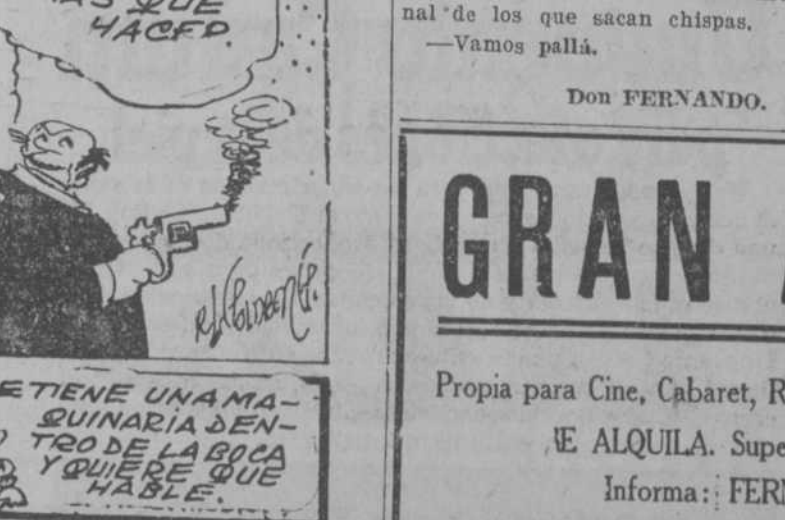 QUE
HACER.
TIENE UNA MA-
QUINARIA DEN-
TRO DE LA BOCA
Y QUIERE QUE
HABLE.
nal de los que sacan chispas.
—Vamos pallá.
Don FERNANDO.
GRAN
Propia para Cine, Cabaret, R
E ALQUILA. Supe
Informa: FER